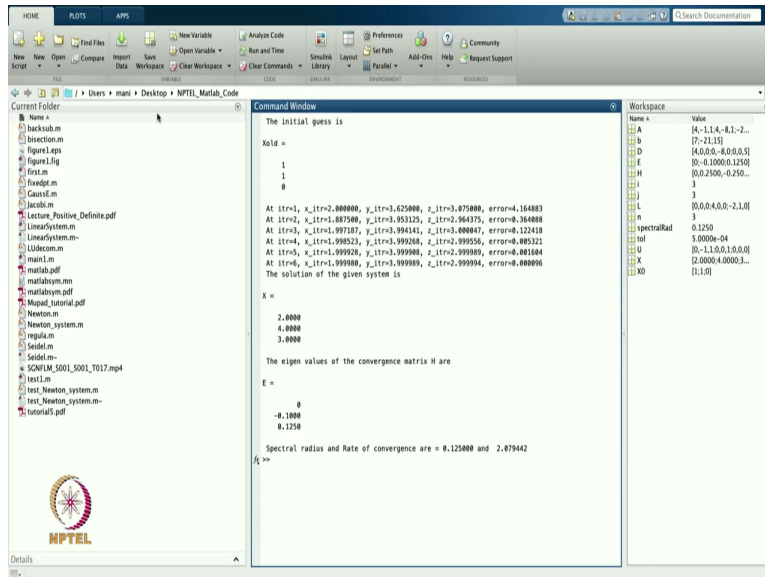 HOME PLOTS APPS
Search Documentation
New Script
New
Open
Find Files
Compare
Import Data
Save Workspace
New Variable
Open Variable
Clear Workspace
Analyze Code
Run and Time
Clear Commands
Simulink Library
Layout
Preferences
Set Path
Parallel
Add-Ons
Help
Community
Request Support
FILE VARIABLE CODE SIMULINK ENVIRONMENT RESOURCES
/ ▸ Users ▸ mani ▸ Desktop ▸ NPTEL_Matlab_Code
Current Folder
Name
backsub.m
bisection.m
figure1.eps
figure1.fig
first.m
fixedpt.m
GaussE.m
Jacobi.m
Lecture_Positive_Definite.pdf
LinearSystem.m
LinearSystem.m~
LUdecom.m
main1.m
matlab.pdf
matlabsym.mn
matlabsym.pdf
Mupad_tutorial.pdf
Newton.m
Newton_system.m
regula.m
Seidel.m
Seidel.m~
SGNFLM_S001_S001_T017.mp4
test1.m
test_Newton_system.m
test_Newton_system.m~
tutorial5.pdf
NPTEL
Details
Command Window
The initial guess is
Xold =
1
1
0
At itr=1, x_itr=2.000000, y_itr=3.625000, z_itr=3.075000, error=4.164883
At itr=2, x_itr=1.887500, y_itr=3.953125, z_itr=2.964375, error=0.364088
At itr=3, x_itr=1.997187, y_itr=3.994141, z_itr=3.000047, error=0.122418
At itr=4, x_itr=1.998523, y_itr=3.999268, z_itr=2.999556, error=0.005321
At itr=5, x_itr=1.999928, y_itr=3.999908, z_itr=2.999989, error=0.001604
At itr=6, x_itr=1.999980, y_itr=3.999989, z_itr=2.999994, error=0.000096
The solution of the given system is
X =
2.0000
4.0000
3.0000
The eigen values of the convergence matrix H are
E =
0
-0.1000
0.1250
Spectral radius and Rate of convergence are = 0.125000 and 2.079442
fx >>
Workspace
Name Value
A [4,-1,1;4,-8,1;-2...
b [7;-21;15]
D [4,0,0;0,-8,0;0,0,5]
E [0;-0.1000;0.1250]
H [0,0.2500,-0.250...
i 3
j 3
L [0,0,0;4,0,0;-2,1,0]
n 3
spectralRad 0.1250
tol 5.0000e-04
U [0,-1,1;0,0,1;0,0,0]
X [2.0000;4.0000;3...
X0 [1;1;0]